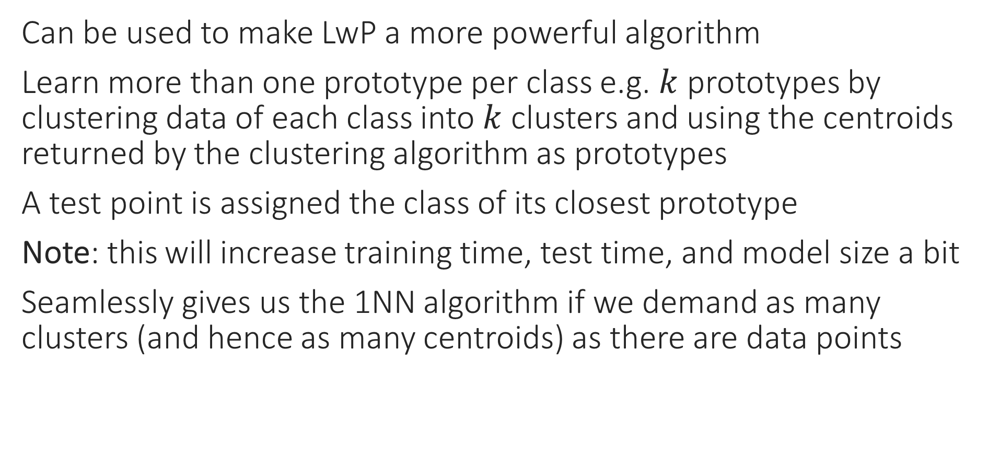 Can be used to make LwP a more powerful algorithm
Learn more than one prototype per class e.g. k prototypes by
clustering data of each class into k clusters and using the centroids
returned by the clustering algorithm as prototypes
A test point is assigned the class of its closest prototype
Note: this will increase training time, test time, and model size a bit
Seamlessly gives us the 1NN algorithm if we demand as many
clusters (and hence as many centroids) as there are data points